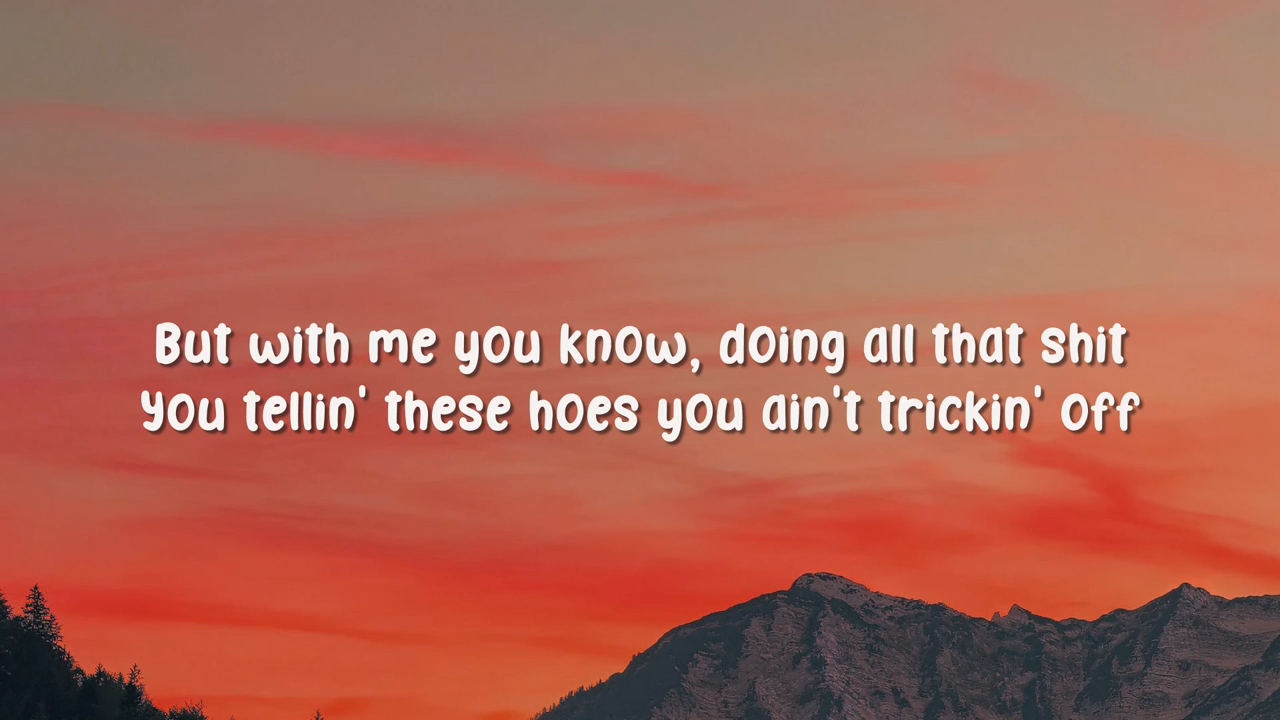 But with me you know, doing all that shit
You tellin' these hoes you ain't trickin' off